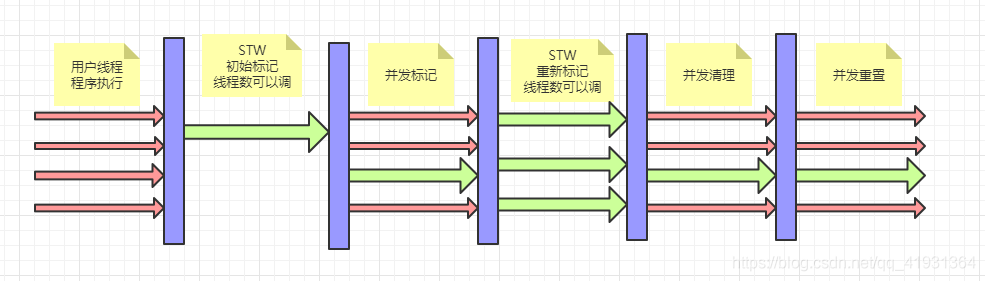 用户线程
程序执行
STW
初始标记
线程数可以调
并发标记
STW
重新标记
线程数可以调
并发清理
并发重置
https://blog.csdn.net/qq_41931364